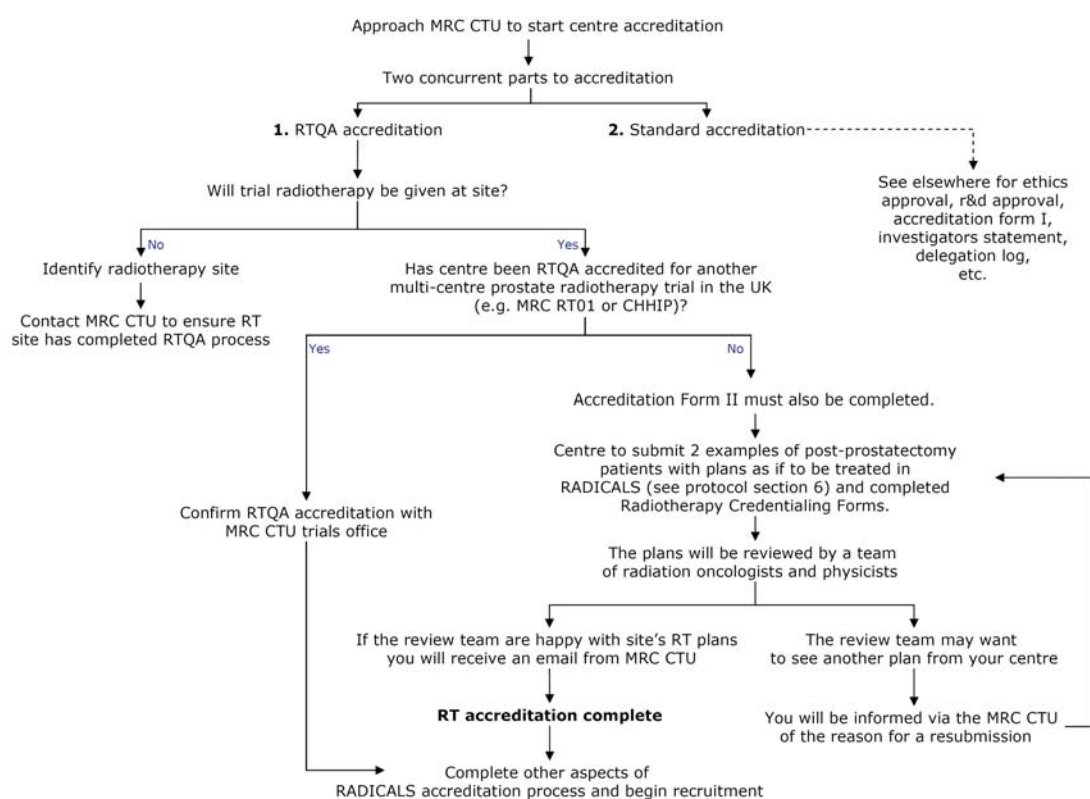 Approach MRC CTU to start centre accreditation
Two concurrent parts to accreditation
1. RTQA accreditation
2. Standard accreditation
See elsewhere for ethics
approval, r&d approval,
accreditation form I,
investigators statement,
delegation log,
etc.
Will trial radiotherapy be given at site?
No
Yes
Identify radiotherapy site
Contact MRC CTU to ensure RT
site has completed RTQA process
Has centre been RTQA accredited for another
multi-centre prostate radiotherapy trial in the UK
(e.g. MRC RT01 or CHHIP)?
Yes
No
Confirm RTQA accreditation with
MRC CTU trials office
Accreditation Form II must also be completed.
Centre to submit 2 examples of post-prostatectomy
patients with plans as if to be treated in
RADICALS (see protocol section 6) and completed
Radiotherapy Credentialing Forms.
The plans will be reviewed by a team
of radiation oncologists and physicists
If the review team are happy with site's RT plans
you will receive an email from MRC CTU
The review team may want
to see another plan from your centre
RT accreditation complete
You will be informed via the MRC CTU
of the reason for a resubmission
Complete other aspects of
RADICALS accreditation process and begin recruitment